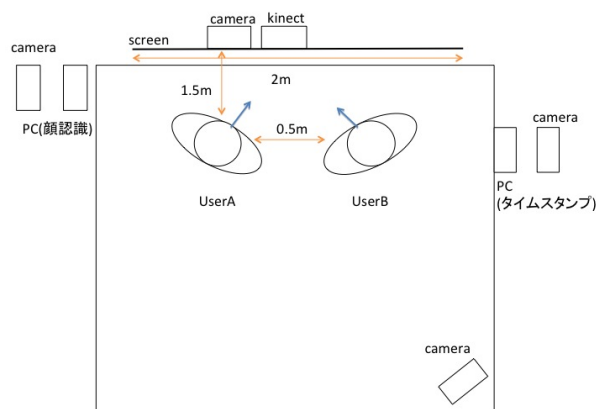 camera kinect
screen
camera
2m
1.5m
camera
0.5m
PC(顔認識)
PC
(タイムスタンプ)
UserA UserB
camera